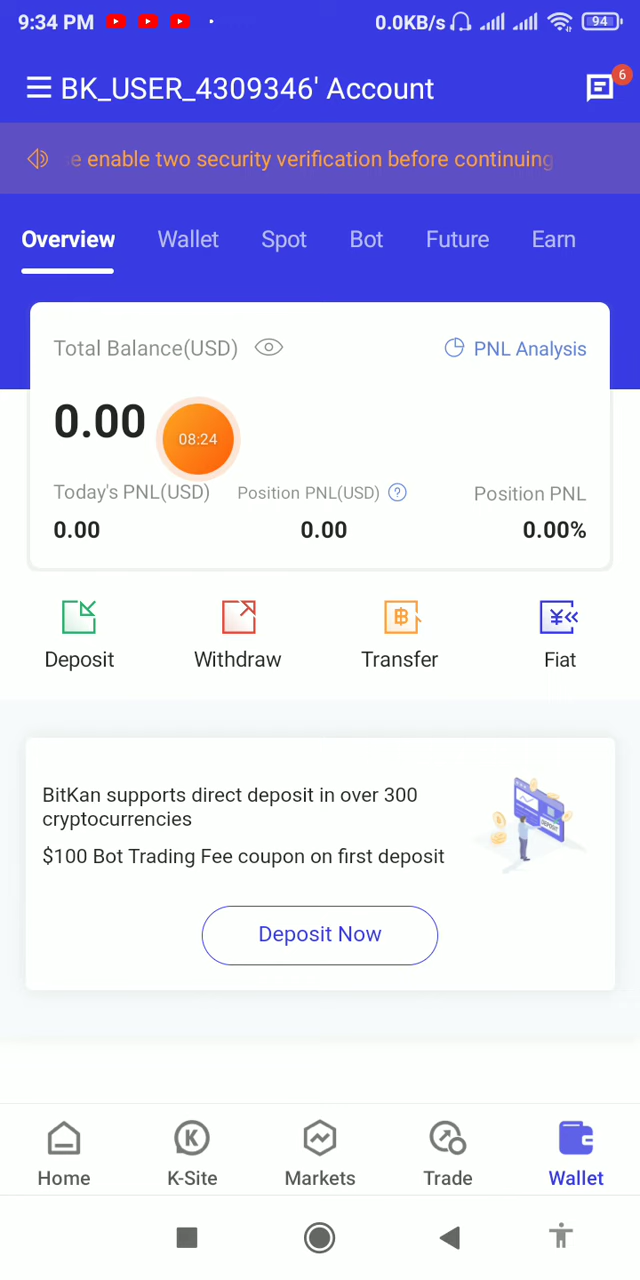 9:34 PM 0.0KB/s 94
BK_USER_4309346' Account 6
e enable two security verification before continuing
Overview Wallet Spot Bot Future Earn
Total Balance(USD) PNL Analysis
0.00 08:24
Today's PNL(USD) Position PNL(USD) ? Position PNL
0.00 0.00 0.00%
Deposit Withdraw Transfer Fiat
BitKan supports direct deposit in over 300
cryptocurrencies
$100 Bot Trading Fee coupon on first deposit
Deposit Now
Home K-Site Markets Trade Wallet